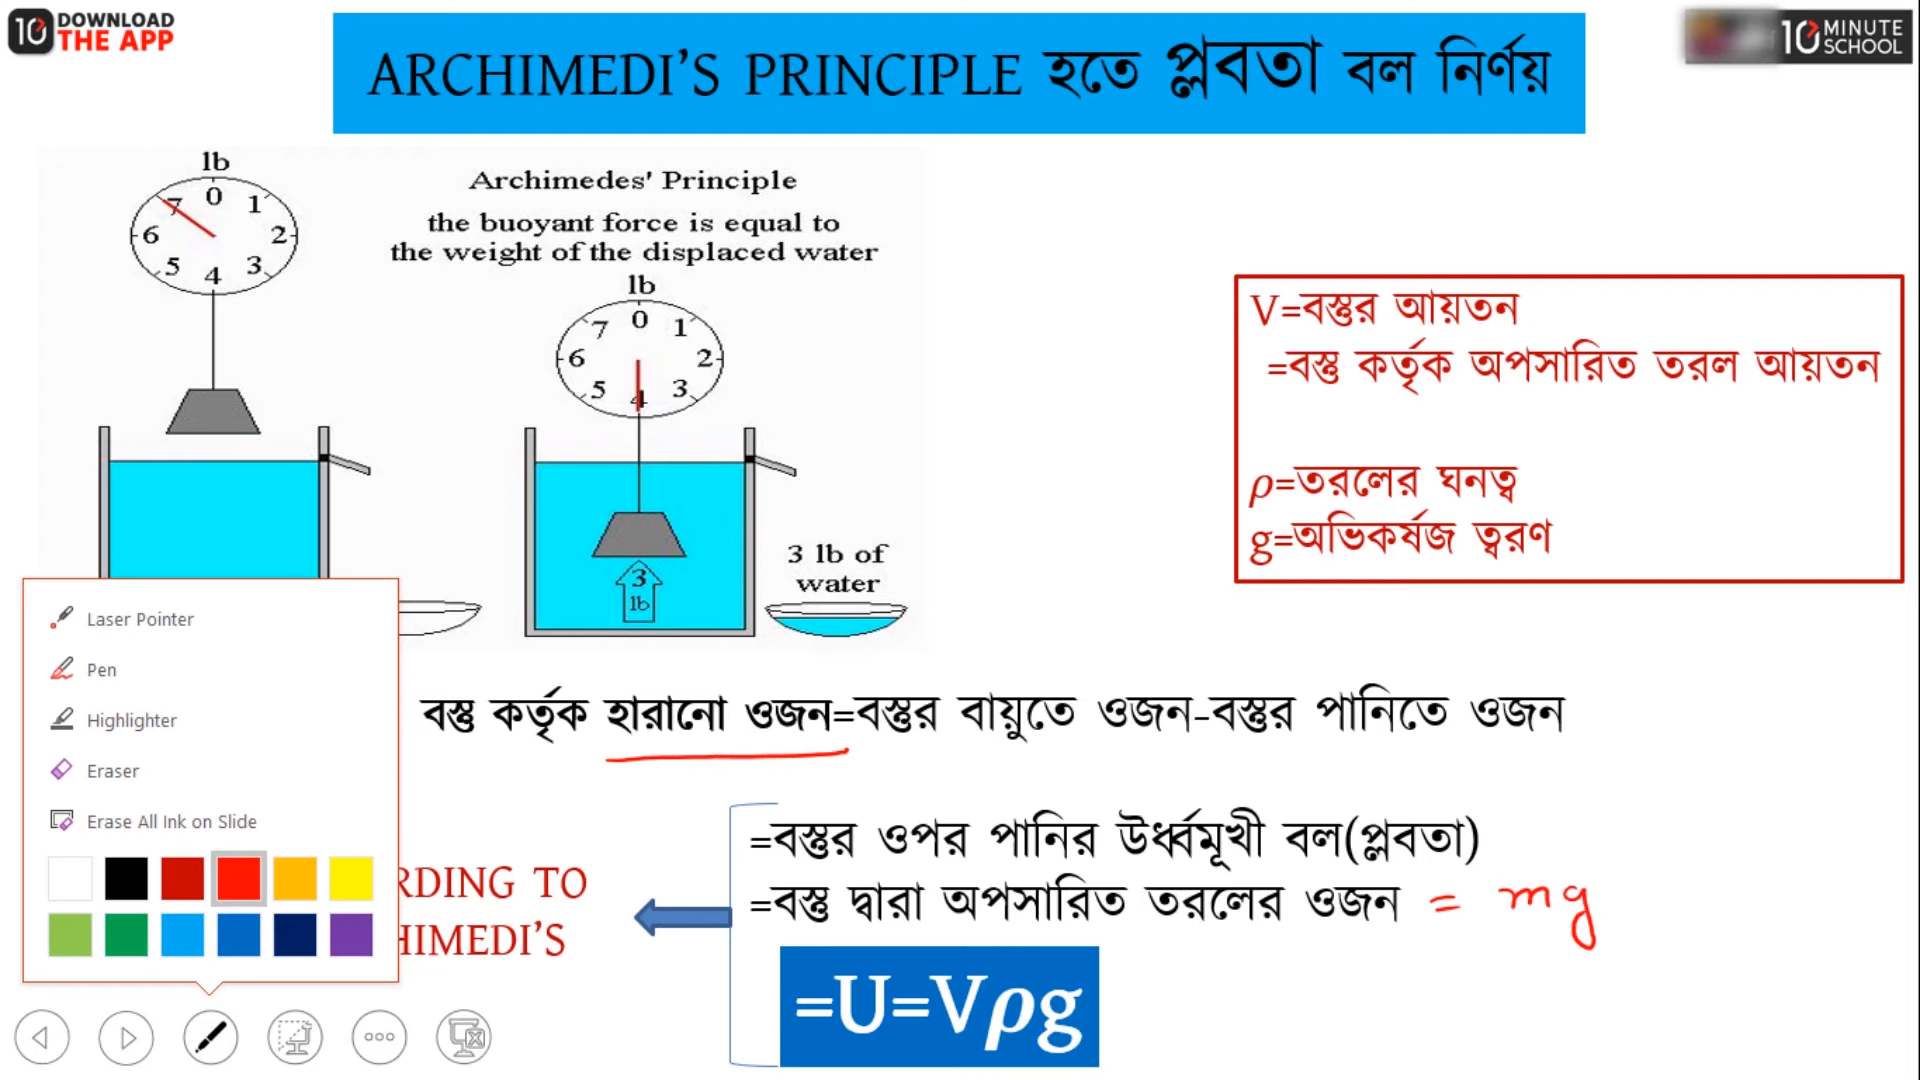 DOWNLOAD
THE APP
10 MINUTE
SCHOOL
ARCHIMEDI’S PRINCIPLE হতে প্লবতা বল নির্ণয়
lb
0
1
2
3
4
5
6
7
Archimedes' Principle
the buoyant force is equal to
the weight of the displaced water
lb
0
1
2
3
4
5
6
7
3
lb
3 lb of
water
V=বস্তুর আয়তন
=বস্তু কর্তৃক অপসারিত তরল আয়তন
ρ=তরলের ঘনত্ব
g=অভিকর্ষজ ত্বরণ
Laser Pointer
Pen
Highlighter
Eraser
Erase All Ink on Slide
বস্তু কর্তৃক হারানো ওজন=বস্তুর বায়ুতে ওজন-বস্তুর পানিতে ওজন
=বস্তুর ওপর পানির উর্ধ্বমূখী বল(প্লবতা)
=বস্তু দ্বারা অপসারিত তরলের ওজন = mg
RDING TO
HIMEDI’S
=U=Vρg